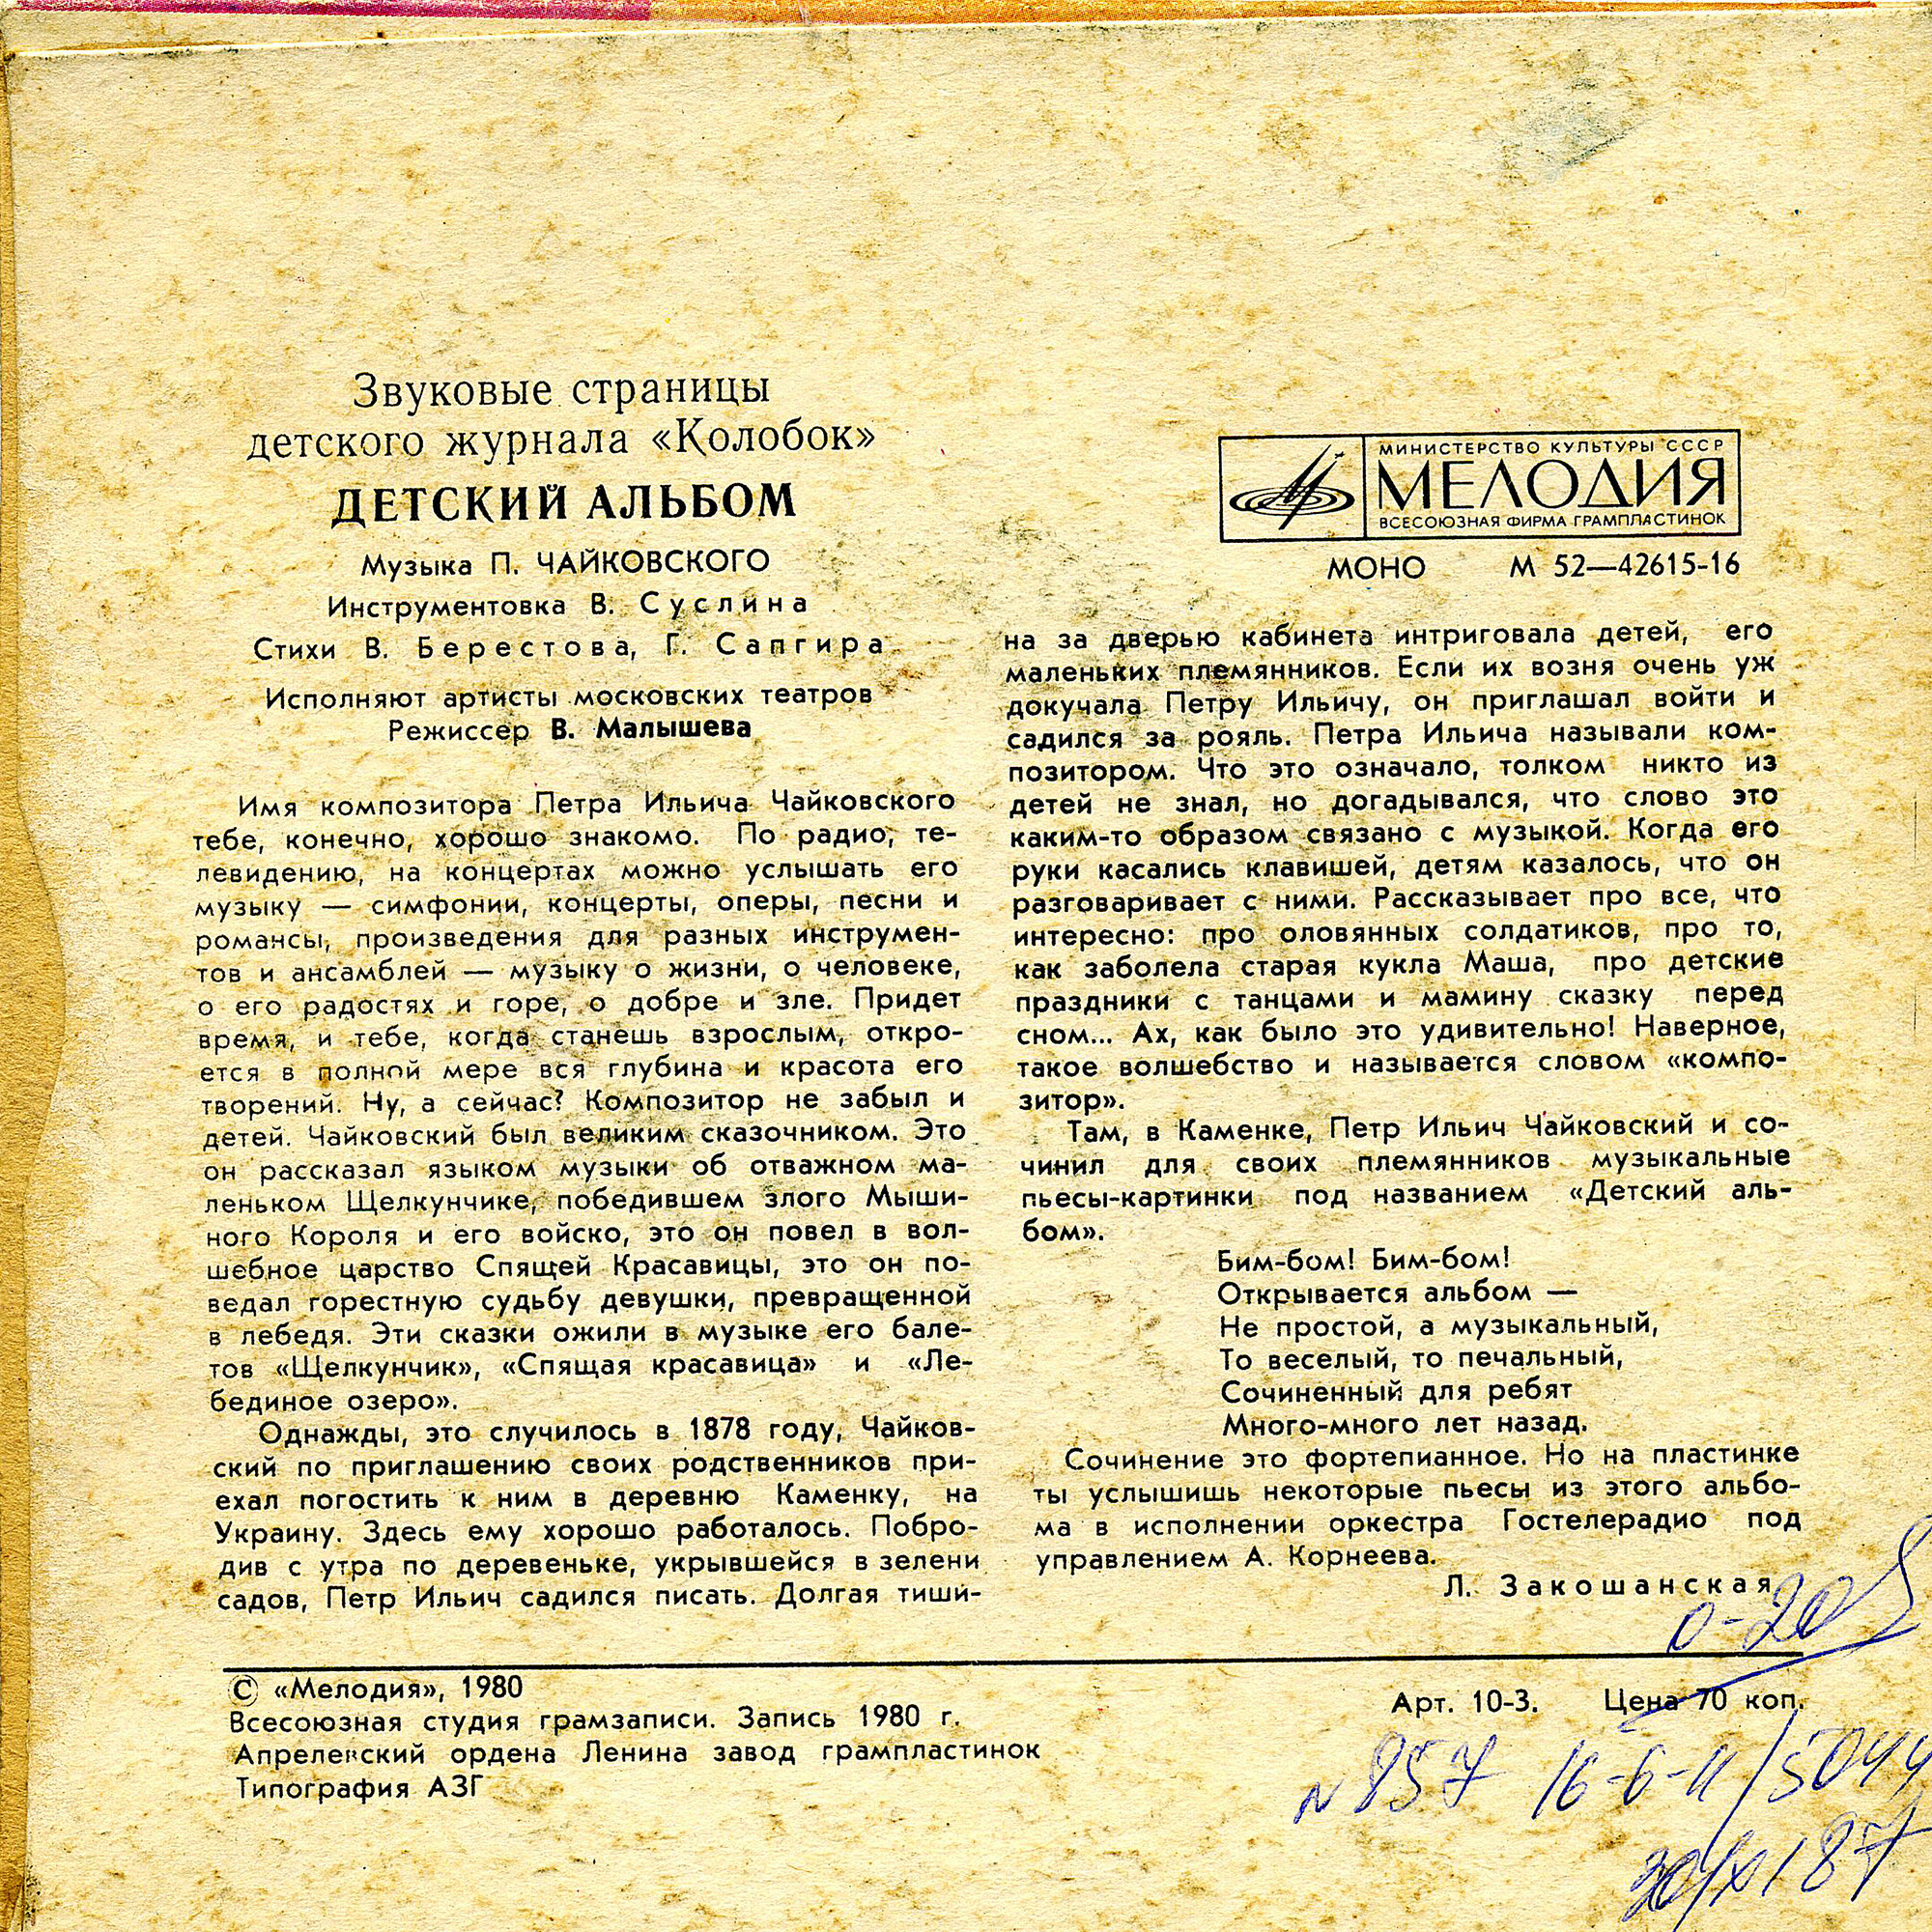 Звуковые страницы
детского журнала «Колобок»
ДЕТСКИЙ АЛЬБОМ
Музыка П. ЧАЙКОВСКОГО
Инструментовка В. Суслина
Стихи В. Берестова, Г. Сапгира
Исполняют артисты московских театров
Режиссер В. Малышева
Имя композитора Петра Ильича Чайковского
тебе, конечно, хорошо знакомо. По радио, те-
левидению, на концертах можно услышать его
музыку — симфонии, концерты, оперы, песни и
романсы, произведения для разных инструмен-
тов и ансамблей — музыку о жизни, о человеке,
о его радостях и горе, о добре и зле. Придет
время, и тебе, когда станешь взрослым, откро-
ется в полной мере вся глубина и красота его
творений. Ну, а сейчас? Композитор не забыл и
детей. Чайковский был великим сказочником. Это
он рассказал языком музыки об отважном ма-
леньком Щелкунчике, победившем злого Мыши-
ного Короля и его войско, это он повел в вол-
шебное царство Спящей Красавицы, это он по-
ведал горестную судьбу девушки, превращенной
в лебедя. Эти сказки ожили в музыке его бале-
тов «Щелкунчик», «Спящая красавица» и «Ле-
бединое озеро».
Однажды, это случилось в 1878 году, Чайков-
ский по приглашению своих родственников при-
ехал погостить к ним в деревню Каменку, на
Украину. Здесь ему хорошо работалось. Побро-
див с утра по деревеньке, укрывшейся в зелени
садов, Петр Ильич садился писать. Долгая тиши-
МИНИСТЕРСТВО КУЛЬТУРЫ СССР
МЕЛОДИЯ
ВСЕСОЮЗНАЯ ФИРМА ГРАМПЛАСТИНОК
МОНО М 52—42615-16
на за дверью кабинета интриговала детей, его
маленьких племянников. Если их возня очень уж
докучала Петру Ильичу, он приглашал войти и
садился за рояль. Петра Ильича называли ком-
позитором. Что это означало, толком никто из
детей не знал, но догадывался, что слово это
каким-то образом связано с музыкой. Когда его
руки касались клавишей, детям казалось, что он
разговаривает с ними. Рассказывает про все, что
интересно: про оловянных солдатиков, про то,
как заболела старая кукла Маша, про детские
праздники с танцами и мамину сказку перед
сном... Ах, как было это удивительно! Наверное,
такое волшебство и называется словом «компо-
зитор».
Там, в Каменке, Петр Ильич Чайковский и со-
чинил для своих племянников музыкальные
пьесы-картинки под названием «Детский аль-
бом».
Бим-бом! Бим-бом!
Открывается альбом —
Не простой, а музыкальный,
То веселый, то печальный,
Сочиненный для ребят
Много-много лет назад.
Сочинение это фортепианное. Но на пластинке
ты услышишь некоторые пьесы из этого альбо-
ма в исполнении оркестра Гостелерадио под
управлением А. Корнеева.
Л. Закошанская
0-20
© «Мелодия», 1980
Всесоюзная студия грамзаписи. Запись 1980 г.
Апрелевский ордена Ленина завод грампластинок
Типография АЗГ
Арт. 10-3. Цена 70 коп.
N 857 16-6-11/5044